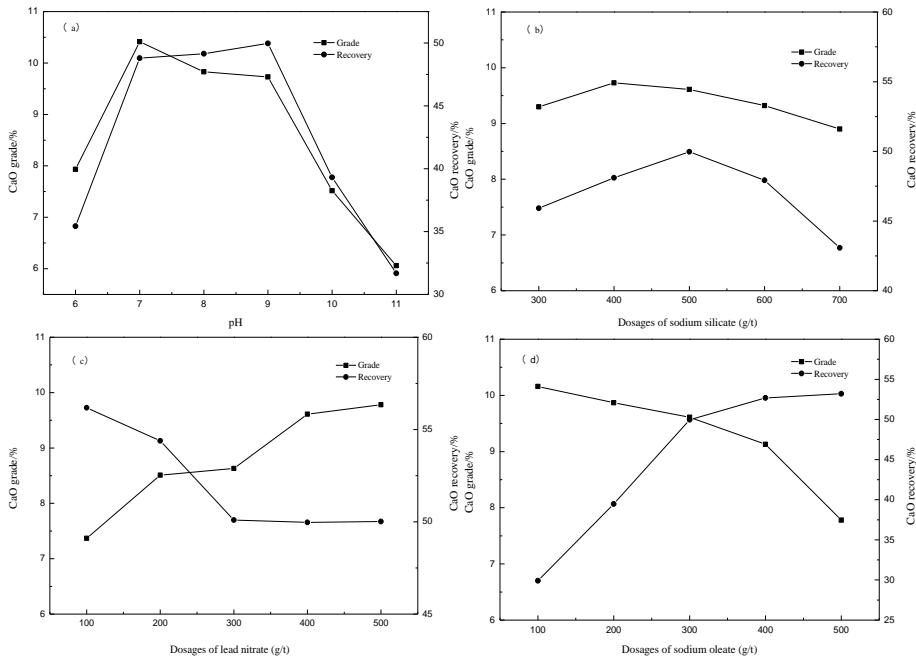 11
( a)
Grade
Recovery
10
9
8
7
6
CaO grade/%
60
50
45
40
35
30
CaO recovery/%
6 7 8 9 10 11
pH
11
( b)
Grade
Recovery
10
9
8
7
6
CaO grade/%
60
55
50
45
40
CaO recovery/%
300 400 500 600 700
Dosages of sodium silicate (g/t)
11
( c)
Grade
Recovery
10
9
8
7
6
CaO grade/%
60
55
50
45
CaO recovery/%
100 200 300 400 500
Dosages of lead nitrate (g/t)
11
( d)
Grade
Recovery
10
9
8
7
6
CaO grade/%
60
55
50
45
40
35
30
25
CaO recovery/%
100 200 300 400 500
Dosages of sodium oleate (g/t)